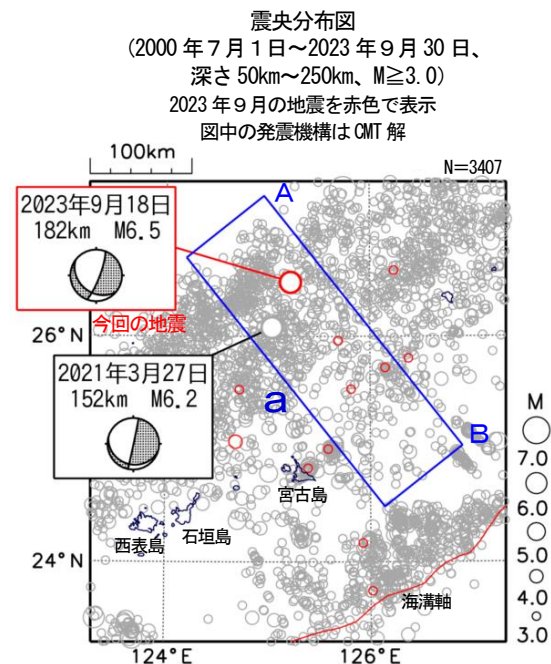 震央分布図
(2000年7月1日～2023年9月30日、
深さ50km～250km、M≧3.0)
2023年9月の地震を赤色で表示
図中の発震機構はCMT解
100km
N=3407
2023年9月18日
182km M6.5
今回の地震
A
26°N
2021年3月27日
152km M6.2
a
B
M
7.0
6.0
5.0
4.0
3.0
宮古島
石垣島
西表島
24°N
海溝軸
124°E
126°E